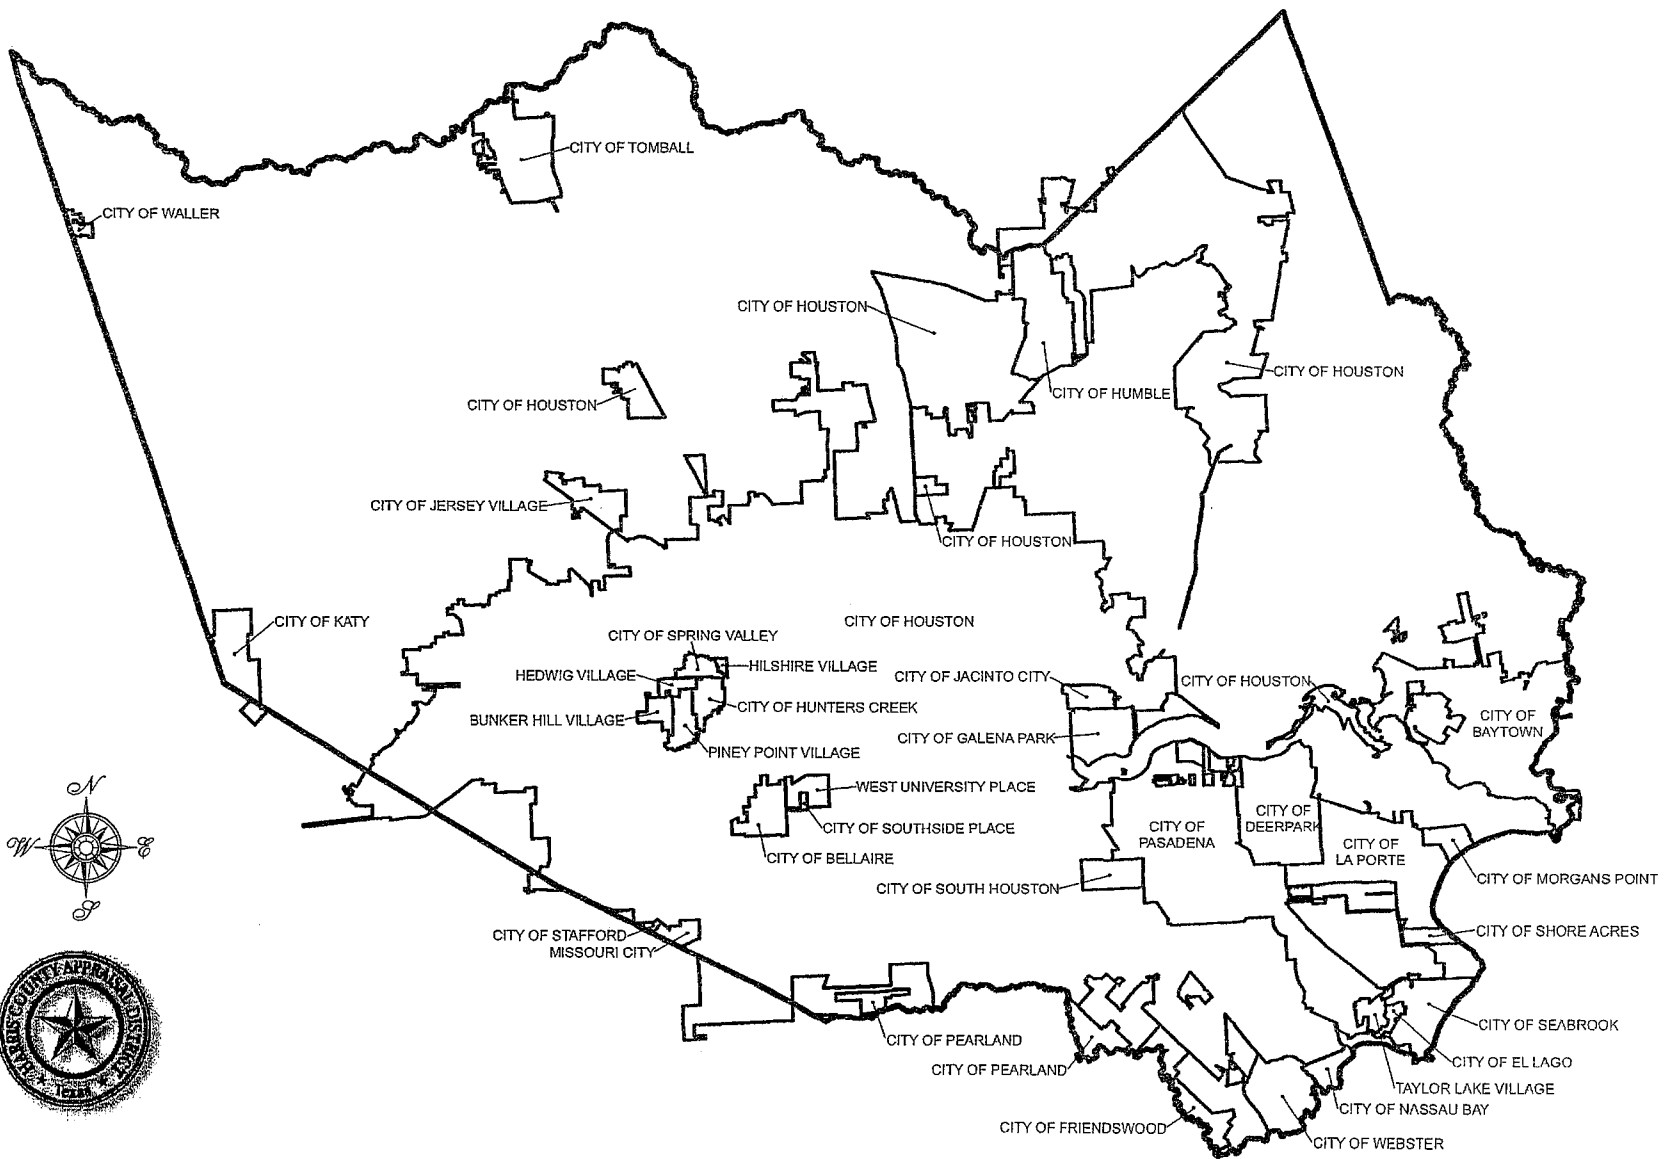 CITY OF TOMBALL
CITY OF WALLER
CITY OF HOUSTON
CITY OF HOUSTON
CITY OF HUMBLE
CITY OF HOUSTON
CITY OF JERSEY VILLAGE
CITY OF HOUSTON
CITY OF KATY
CITY OF HOUSTON
CITY OF SPRING VALLEY
HILSHIRE VILLAGE
HEDWIG VILLAGE
CITY OF JACINTO CITY
CITY OF HOUSTON
CITY OF HUNTERS CREEK
BUNKER HILL VILLAGE
CITY OF BAYTOWN
CITY OF GALENA PARK
PINEY POINT VILLAGE
WEST UNIVERSITY PLACE
CITY OF DEERPARK
CITY OF PASADENA
CITY OF SOUTHSIDE PLACE
CITY OF LA PORTE
CITY OF BELLAIRE
CITY OF MORGANS POINT
CITY OF SOUTH HOUSTON
CITY OF SHORE ACRES
CITY OF STAFFORD
MISSOURI CITY
CITY OF SEABROOK
CITY OF PEARLAND
CITY OF EL LAGO
CITY OF PEARLAND
TAYLOR LAKE VILLAGE
CITY OF NASSAU BAY
CITY OF FRIENDSWOOD
CITY OF WEBSTER
N
W
E
S
HARRIS COUNTY APPRAISAL DISTRICT
Texas